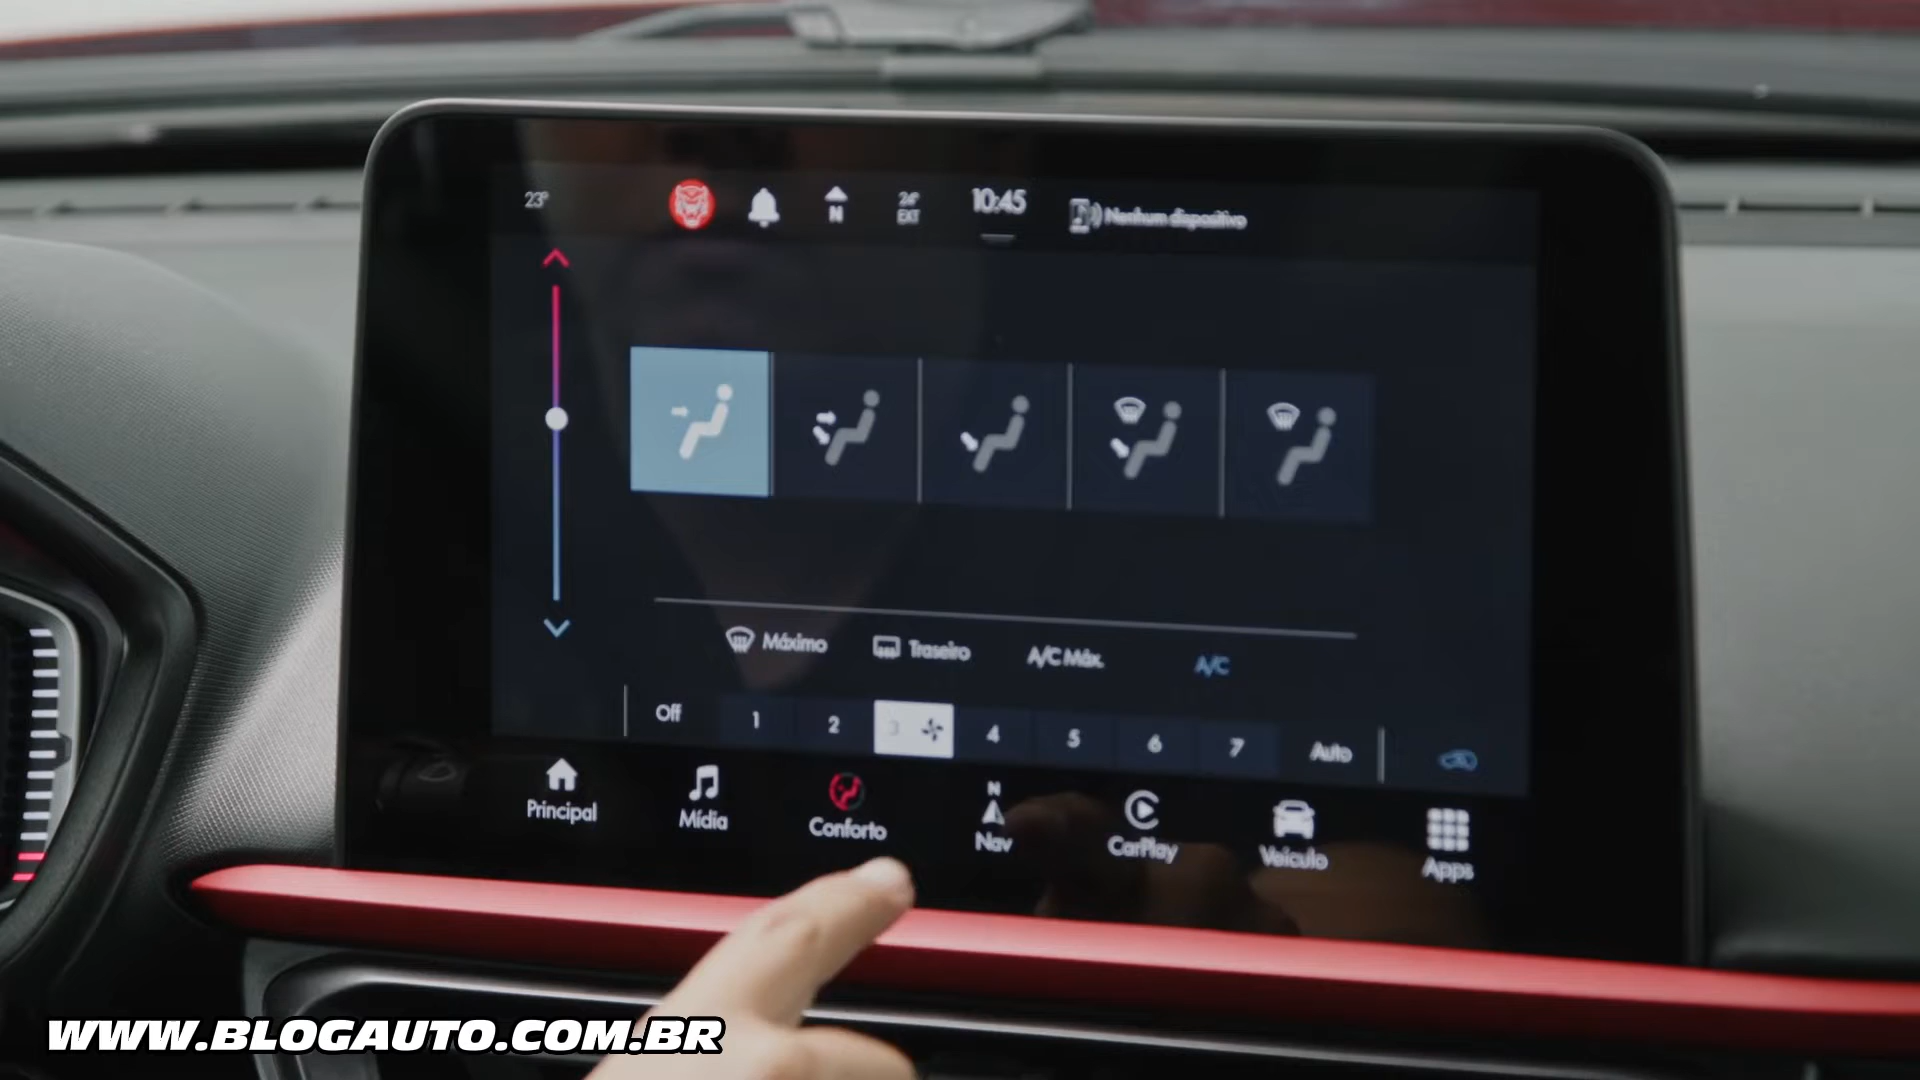 23°
N
24°
EXT
10:45
Nenhum dispositivo
Máximo
Traseiro
A/C Máx.
A/C
Off
1
2
3
4
5
6
7
Auto
Principal
Mídia
Conforto
N
Nav
CarPlay
Veículo
Apps
WWW.BLOGAUTO.COM.BR